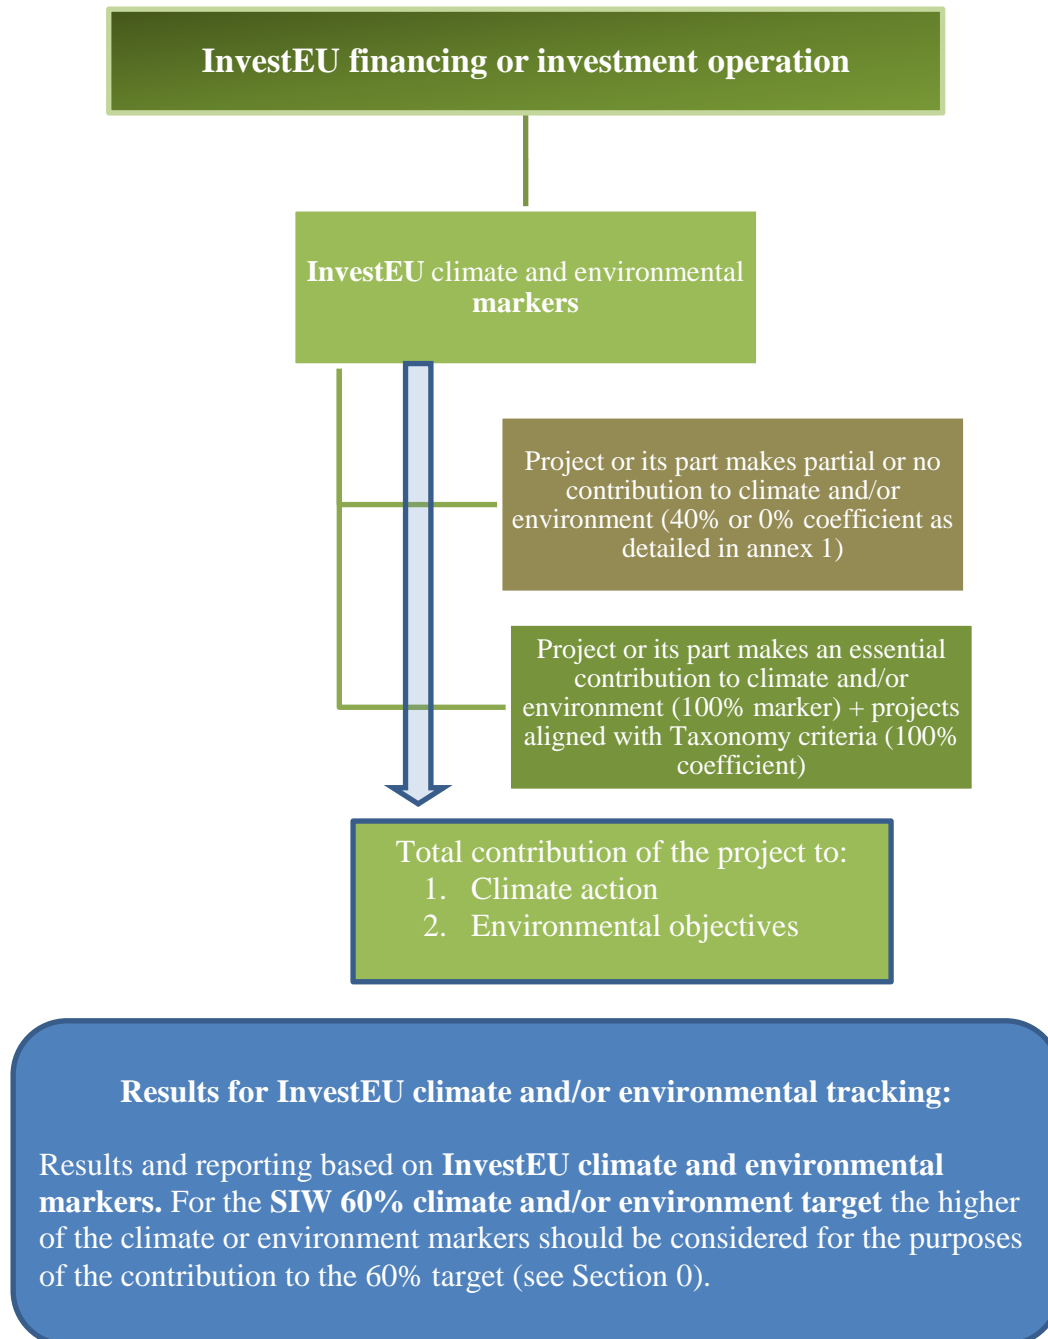 InvestEU financing or investment operation
InvestEU climate and environmental
markers
Project or its part makes partial or no
contribution to climate and/or
environment (40% or 0% coefficient as
detailed in annex 1)
Project or its part makes an essential
contribution to climate and/or
environment (100% marker) + projects
aligned with Taxonomy criteria (100%
coefficient)
Total contribution of the project to:
1. Climate action
2. Environmental objectives
Results for InvestEU climate and/or environmental tracking:
Results and reporting based on InvestEU climate and environmental
markers. For the SIW 60% climate and/or environment target the higher
of the climate or environment markers should be considered for the purposes
of the contribution to the 60% target (see Section 0).